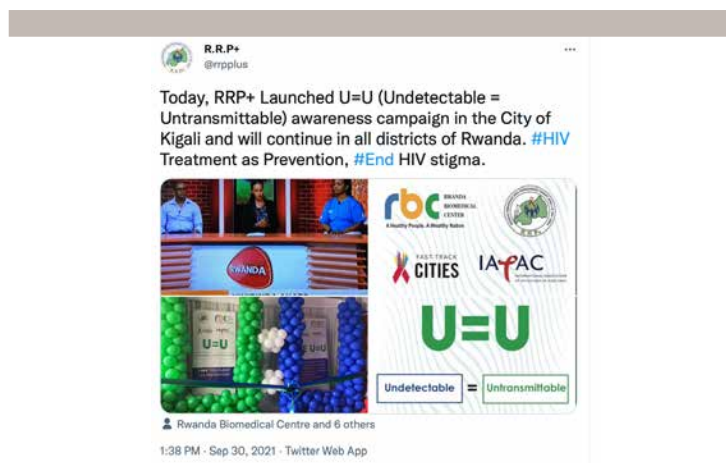 R.R.P+
@rrpplus
Today, RRP+ Launched U=U (Undetectable =
Untransmittable) awareness campaign in the City of
Kigali and will continue in all districts of Rwanda. #HIV
Treatment as Prevention, #End HIV stigma.
RWANDA
rbc
RWANDA
BIOMEDICAL
CENTER
A Healthy People, A Wealthy Nation
FAST TRACK
CITIES
IAPAC
U=U
Undetectable = Untransmittable
rbc
U=U
U=U
Rwanda Biomedical Centre and 6 others
1:38 PM · Sep 30, 2021 · Twitter Web App